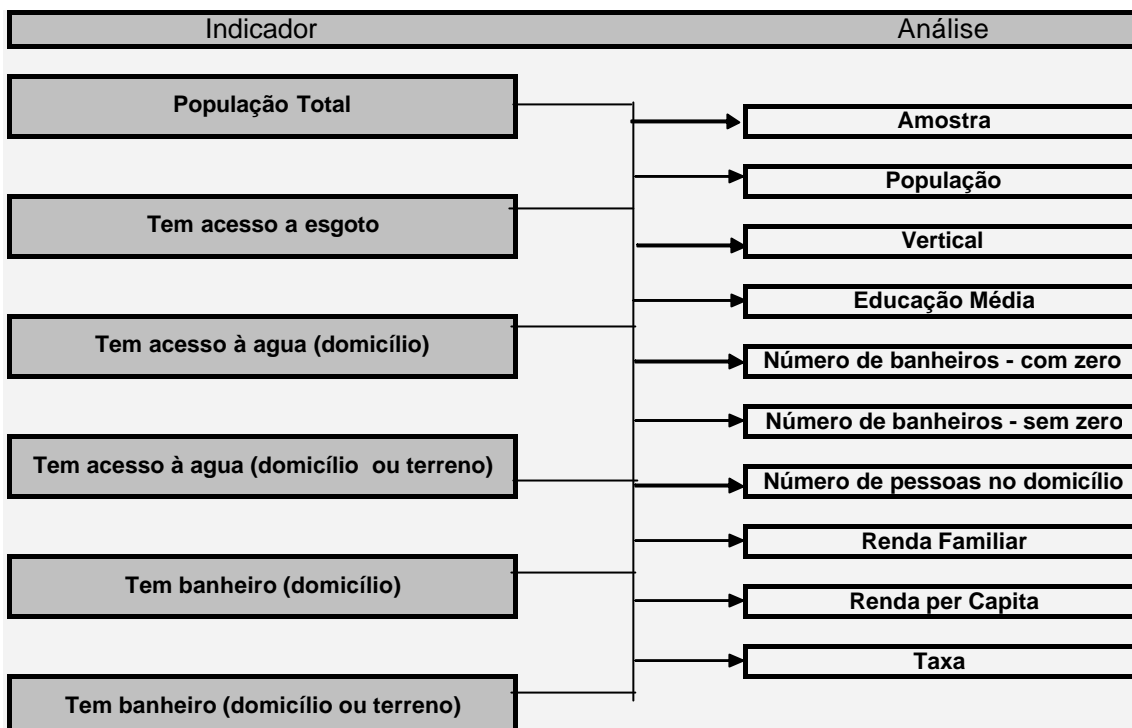 Indicador
Análise
População Total
Tem acesso a esgoto
Tem acesso à agua (domicílio)
Tem acesso à agua (domicílio ou terreno)
Tem banheiro (domicílio)
Tem banheiro (domicílio ou terreno)
Amostra
População
Vertical
Educação Média
Número de banheiros - com zero
Número de banheiros - sem zero
Número de pessoas no domicílio
Renda Familiar
Renda per Capita
Taxa